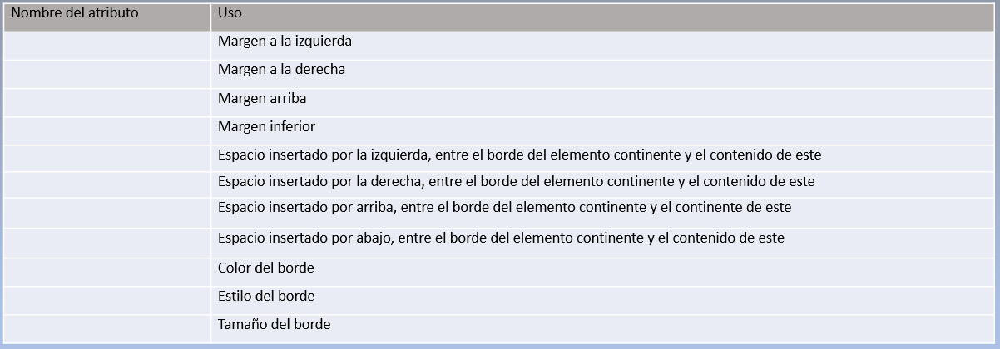 Nombre del atributo Uso
Margen a la izquierda
Margen a la derecha
Margen arriba
Margen inferior
Espacio insertado por la izquierda, entre el borde del elemento continente y el contenido de este
Espacio insertado por la derecha, entre el borde del elemento continente y el contenido de este
Espacio insertado por arriba, entre el borde del elemento continente y el continente de este
Espacio insertado por abajo, entre el borde del elemento continente y el contenido de este
Color del borde
Estilo del borde
Tamaño del borde